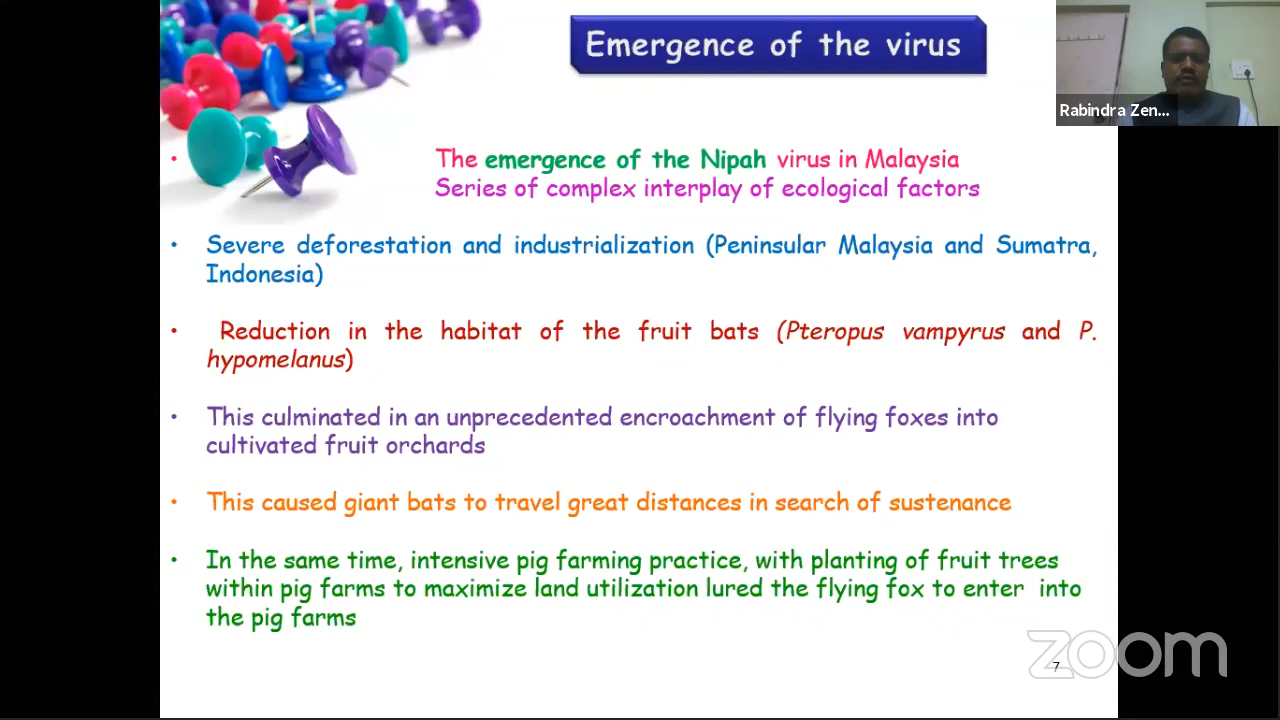 Emergence of the virus
Rabindra Zen...
• The emergence of the Nipah virus in Malaysia
Series of complex interplay of ecological factors
• Severe deforestation and industrialization (Peninsular Malaysia and Sumatra,
Indonesia)
• Reduction in the habitat of the fruit bats (Pteropus vampyrus and P.
hypomelanus)
• This culminated in an unprecedented encroachment of flying foxes into
cultivated fruit orchards
• This caused giant bats to travel great distances in search of sustenance
• In the same time, intensive pig farming practice, with planting of fruit trees
within pig farms to maximize land utilization lured the flying fox to enter into
the pig farms
zoom
7